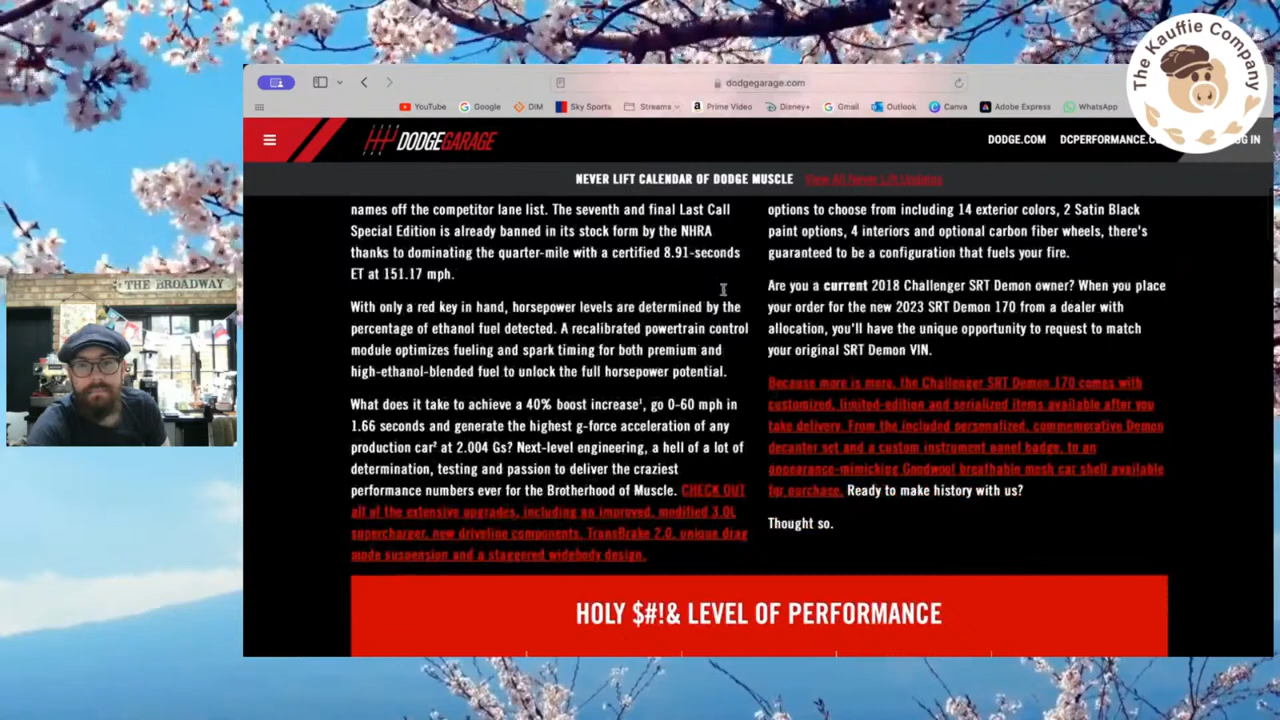 The Kauffie Company
dodgegarage.com
YouTube
Google
DIM
Sky Sports
Streams
Prime Video
Disney+
Gmail
Outlook
Canva
Adobe Express
WhatsApp
DODGEGARAGE
DODGE.COM
DCPERFORMANCE.C
G IN
NEVER LIFT CALENDAR OF DODGE MUSCLE View All Never Lift Updates
names off the competitor lane list. The seventh and final Last Call
Special Edition is already banned in its stock form by the NHRA
thanks to dominating the quarter-mile with a certified 8.91-seconds
ET at 151.17 mph.
With only a red key in hand, horsepower levels are determined by the
percentage of ethanol fuel detected. A recalibrated powertrain control
module optimizes fueling and spark timing for both premium and
high-ethanol-blended fuel to unlock the full horsepower potential.
What does it take to achieve a 40% boost increase¹, go 0-60 mph in
1.66 seconds and generate the highest g-force acceleration of any
production car² at 2.004 Gs? Next-level engineering, a hell of a lot of
determination, testing and passion to deliver the craziest
performance numbers ever for the Brotherhood of Muscle. CHECK OUT
all of the extensive upgrades, including an improved, modified 3.0L
supercharger, new driveline components, TransBrake 2.0, unique drag
mode suspension and a staggered widebody design.
options to choose from including 14 exterior colors, 2 Satin Black
paint options, 4 interiors and optional carbon fiber wheels, there's
guaranteed to be a configuration that fuels your fire.
Are you a current 2018 Challenger SRT Demon owner? When you place
your order for the new 2023 SRT Demon 170 from a dealer with
allocation, you'll have the unique opportunity to request to match
your original SRT Demon VIN.
Because more is more, the Challenger SRT Demon 170 comes with
customized, limited-edition and serialized items available after you
take delivery. From the included personalized, commemorative Demon
decanter set and a custom instrument panel badge, to an
appearance-mimicking Goodwool breathable mesh car shell available
for purchase. Ready to make history with us?
Thought so.
HOLY $#!& LEVEL OF PERFORMANCE
THE BROADWAY